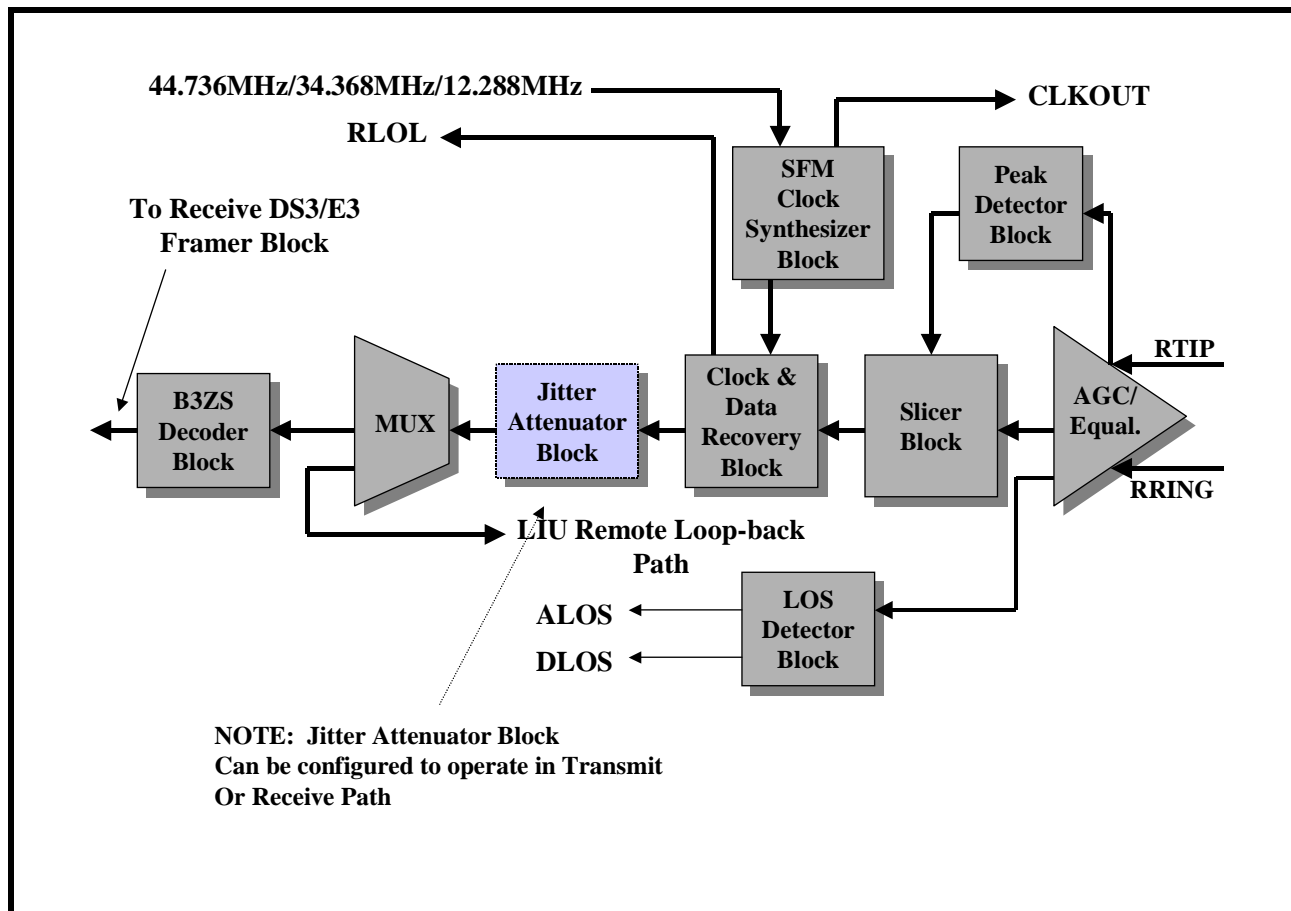 44.736MHz/34.368MHz/12.288MHz
CLKOUT
RLOL
SFM
Clock
Synthesizer
Block
Peak
Detector
Block
To Receive DS3/E3
Framer Block
RTIP
B3ZS
Decoder
Block
MUX
Jitter
Attenuator
Block
Clock &
Data
Recovery
Block
Slicer
Block
AGC/
Equal.
RRING
LIU Remote Loop-back
Path
LOS
Detector
Block
ALOS
DLOS
NOTE: Jitter Attenuator Block
Can be configured to operate in Transmit
Or Receive Path